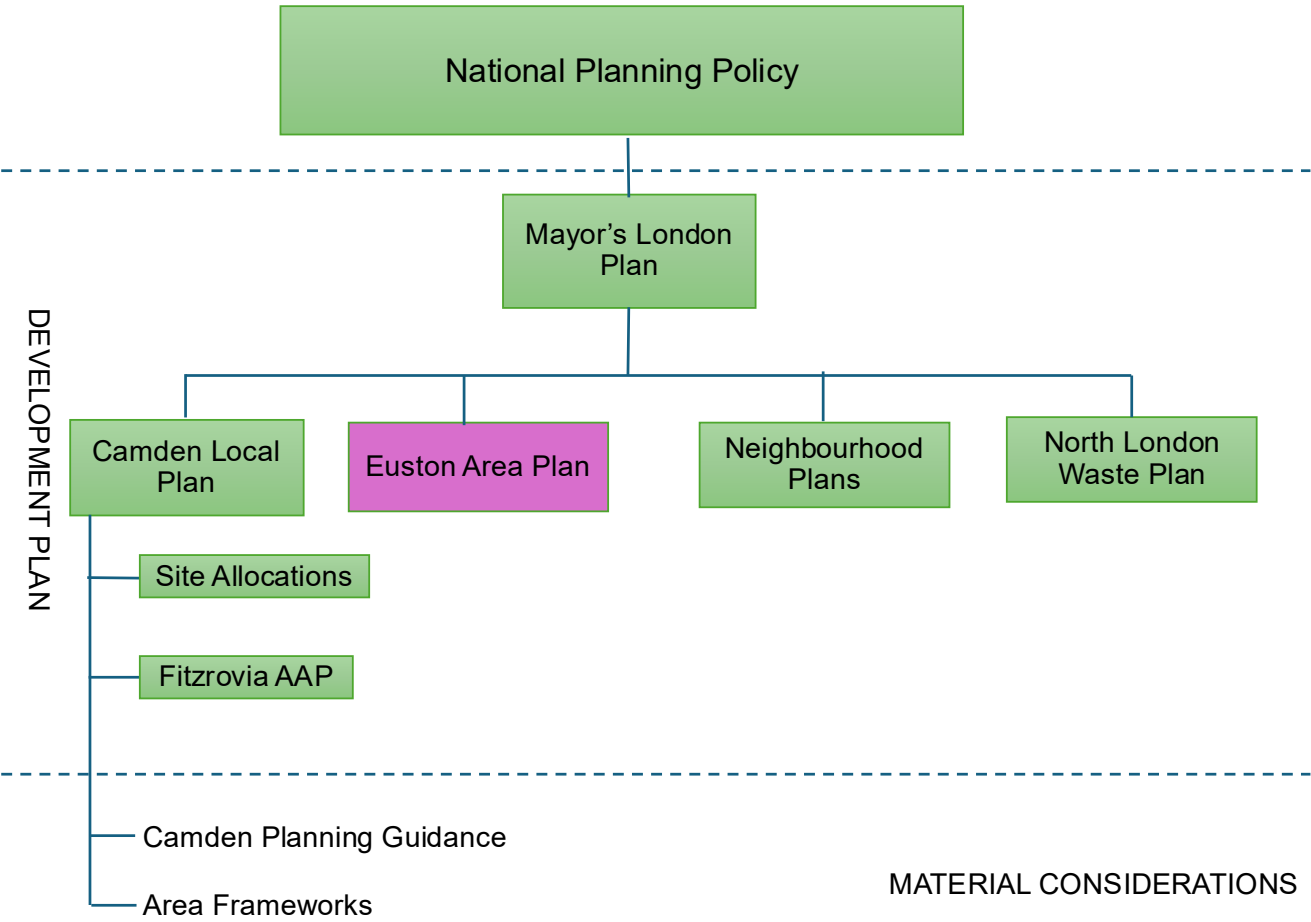 National Planning Policy
Mayor’s London
Plan
DEVELOPMENT PLAN
Camden Local
Plan
Euston Area Plan
Neighbourhood
Plans
North London
Waste Plan
Site Allocations
Fitzrovia AAP
Camden Planning Guidance
Area Frameworks
MATERIAL CONSIDERATIONS